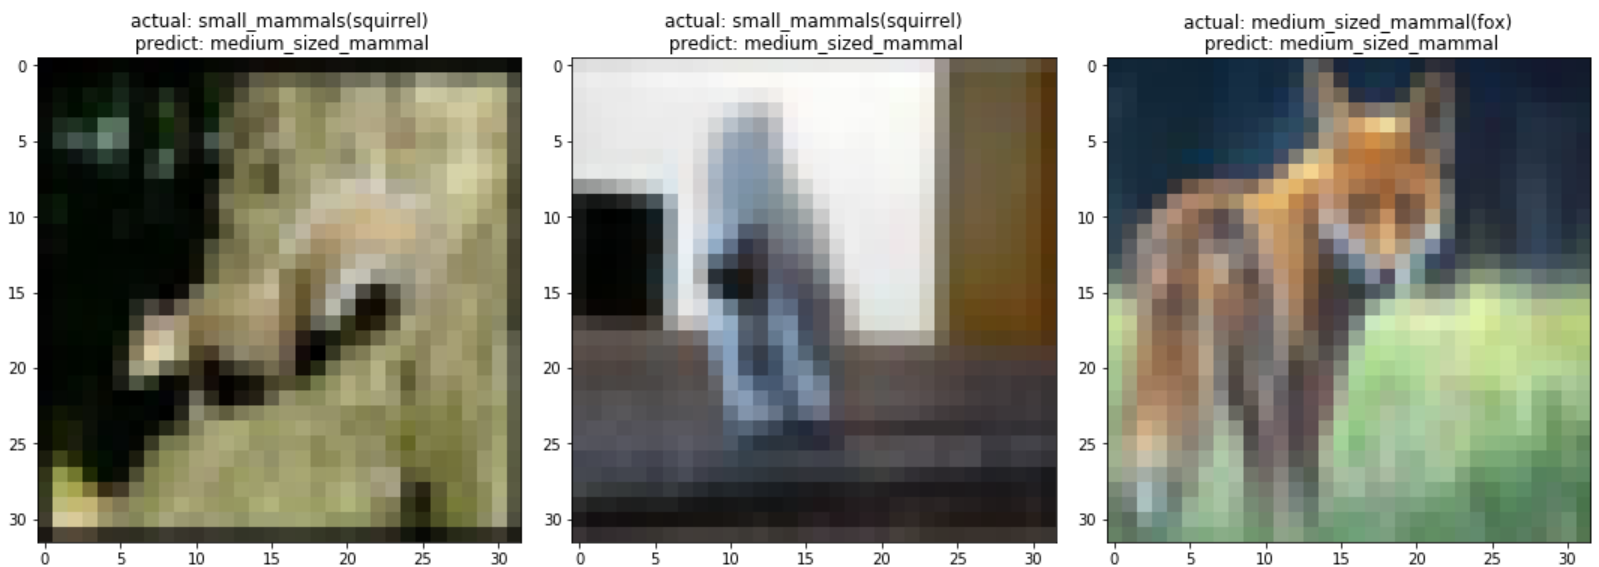 actual: small_mammals(squirrel)
predict: medium_sized_mammal
actual: small_mammals(squirrel)
predict: medium_sized_mammal
actual: medium_sized_mammal(fox)
predict: medium_sized_mammal
0
5
10
15
20
25
30
0 5 10 15 20 25 30
0
5
10
15
20
25
30
0 5 10 15 20 25 30
0
5
10
15
20
25
30
0 5 10 15 20 25 30